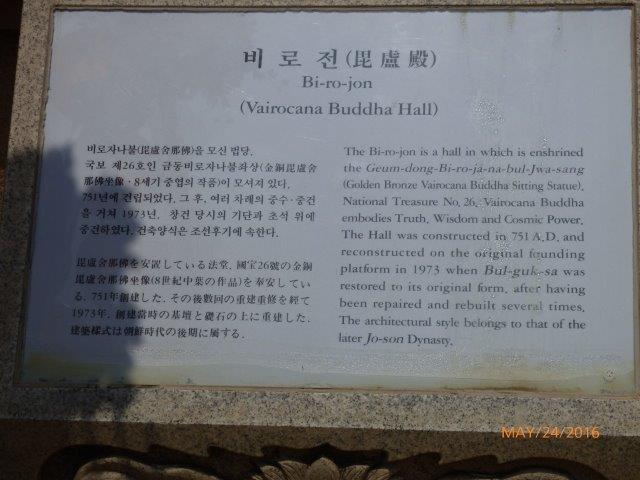 비로전(毘盧殿)
Bi-ro-jon
(Vairocana Buddha Hall)
비로자나불(毘盧舍那佛)을 모신 법당.
국보 제26호인 금동비로자나불좌상(金銅毘盧舍
那佛坐像·8세기 중엽의 작품)이 모셔져 있다.
751년에 건립되었다. 그 후, 여러 차례의 중수·중건
을 거쳐 1973년, 창건 당시의 기단과 초석 위에
중건하였다. 건축양식은 조선후기에 속한다.
毘盧舍那佛を安置している法堂. 國宝26號の金銅
毘盧舍那佛坐像(8世紀中葉の作品)を奉安してい
る. 751年創建した. その後數回の重建重修を經て
1973年, 創建當時の基壇と礎石の上に重建した.
建築樣式は朝鮮時代の後期に属する.
The Bi-ro-jon is a hall in which is enshrined
the Geum-dong-Bi-ro-ja-na-bul-Jwa-sang
(Golden Bronze Vairocana Buddha Sitting Statue),
National Treasure No. 26. Vairocana Buddha
embodies Truth, Wisdom and Cosmic Power.
The Hall was constructed in 751 A.D. and
reconstructed on the original founding
platform in 1973 when Bul-guk-sa was
restored to its original form, after having
been repaired and rebuilt several times.
The architectural style belongs to that of the
later Jo-son Dynasty.
MAY/24/2016